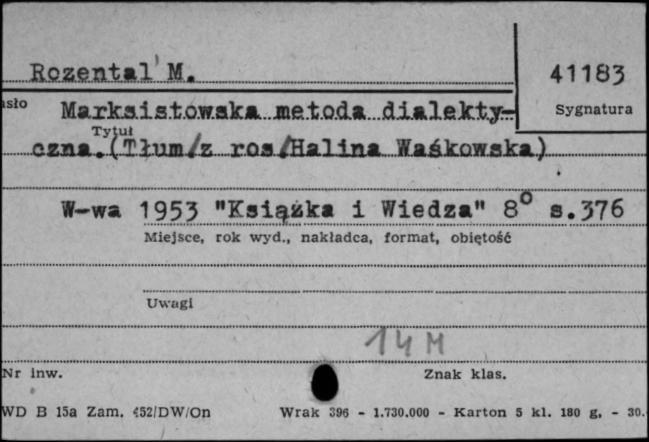 Rozental' M.
41183
asło
Marksistowska metoda dialekty-
Sygnatura
Tytuł
czna.(Tłum/z ros/Halina Waśkowska)
W-wa 1953 "Książka i Wiedza" 8° s.376
Miejsce, rok wyd., nakładca, format, objętość
Uwagi
14 M
Nr inw.
Znak klas.
WD B 15a Zam. 452/DW/On
Wrak 396 - 1.730.000 - Karton 5 kl. 180 g. - 30.